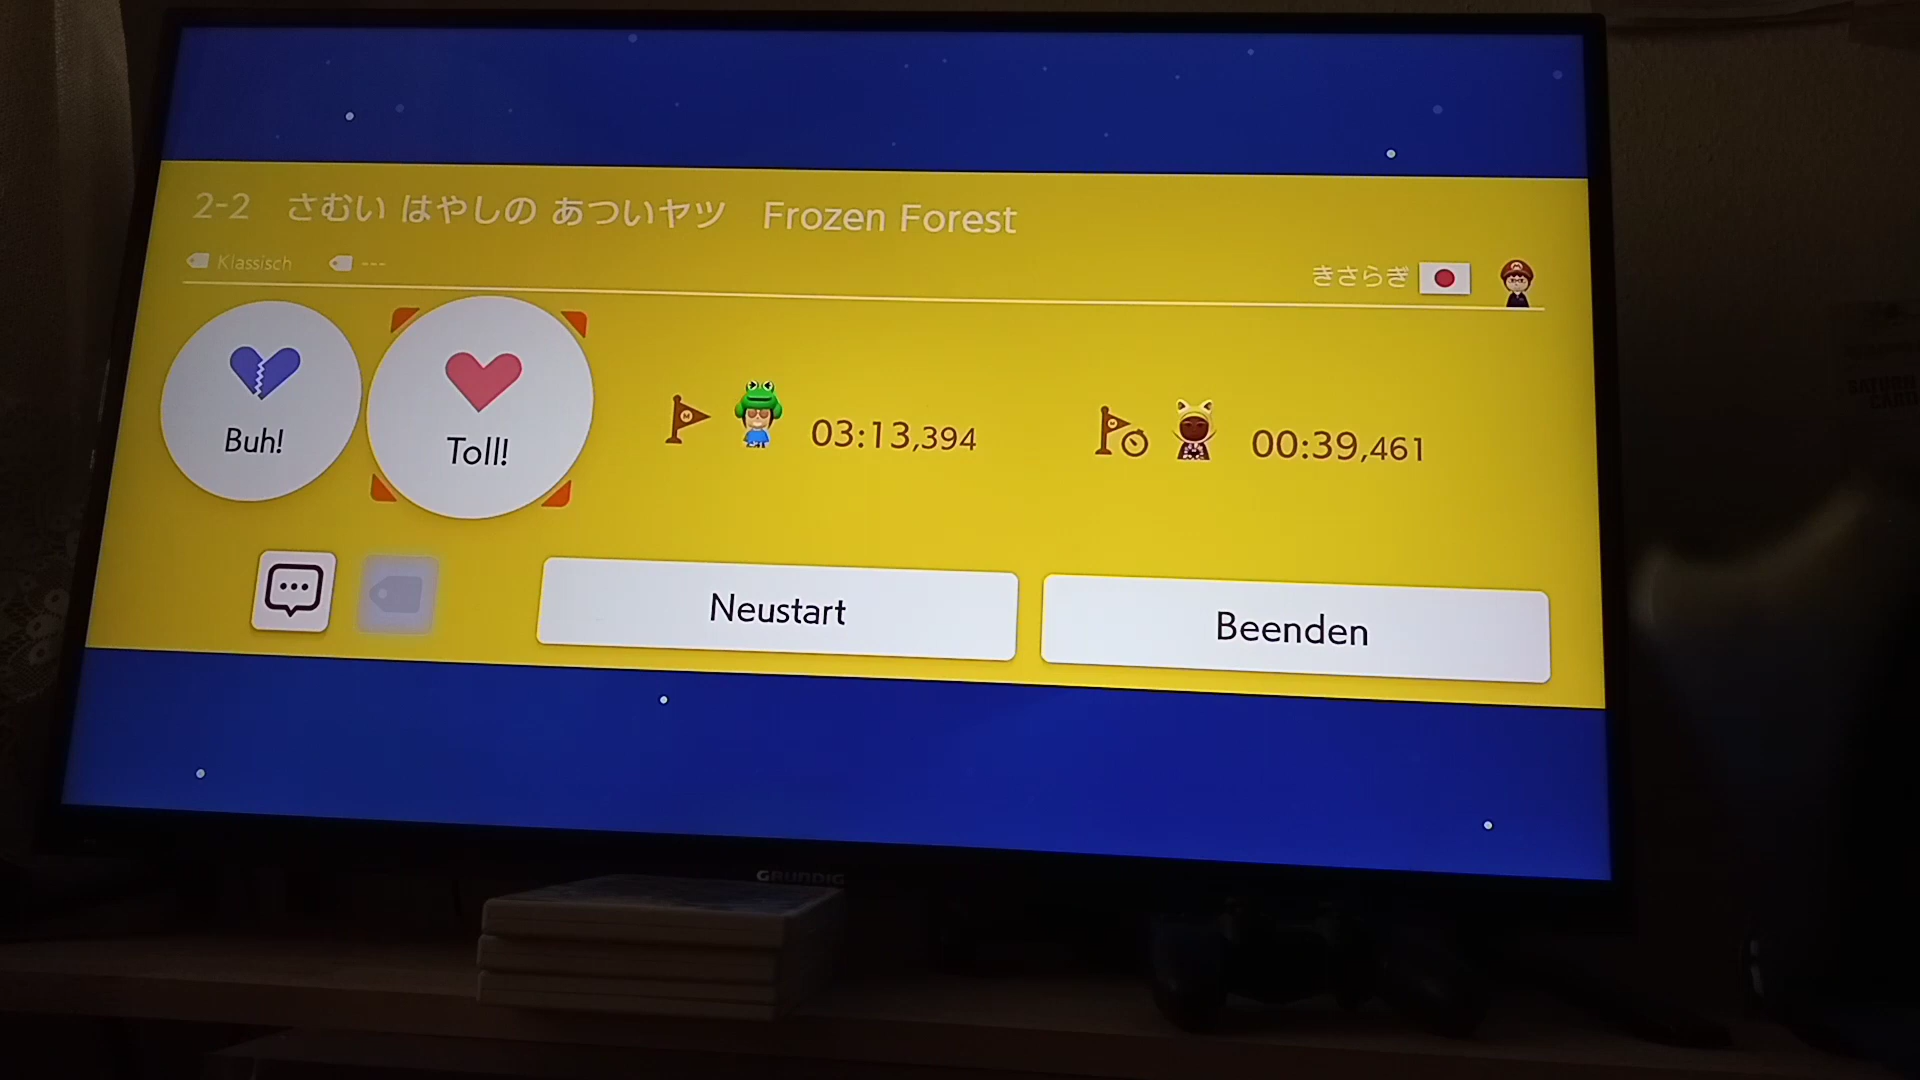 2-2 さむい はやしの あついヤツ Frozen Forest
Klassisch ---
きさらぎ
Buh!
Toll!
03:13,394
00:39,461
Neustart
Beenden
GRUNDIG